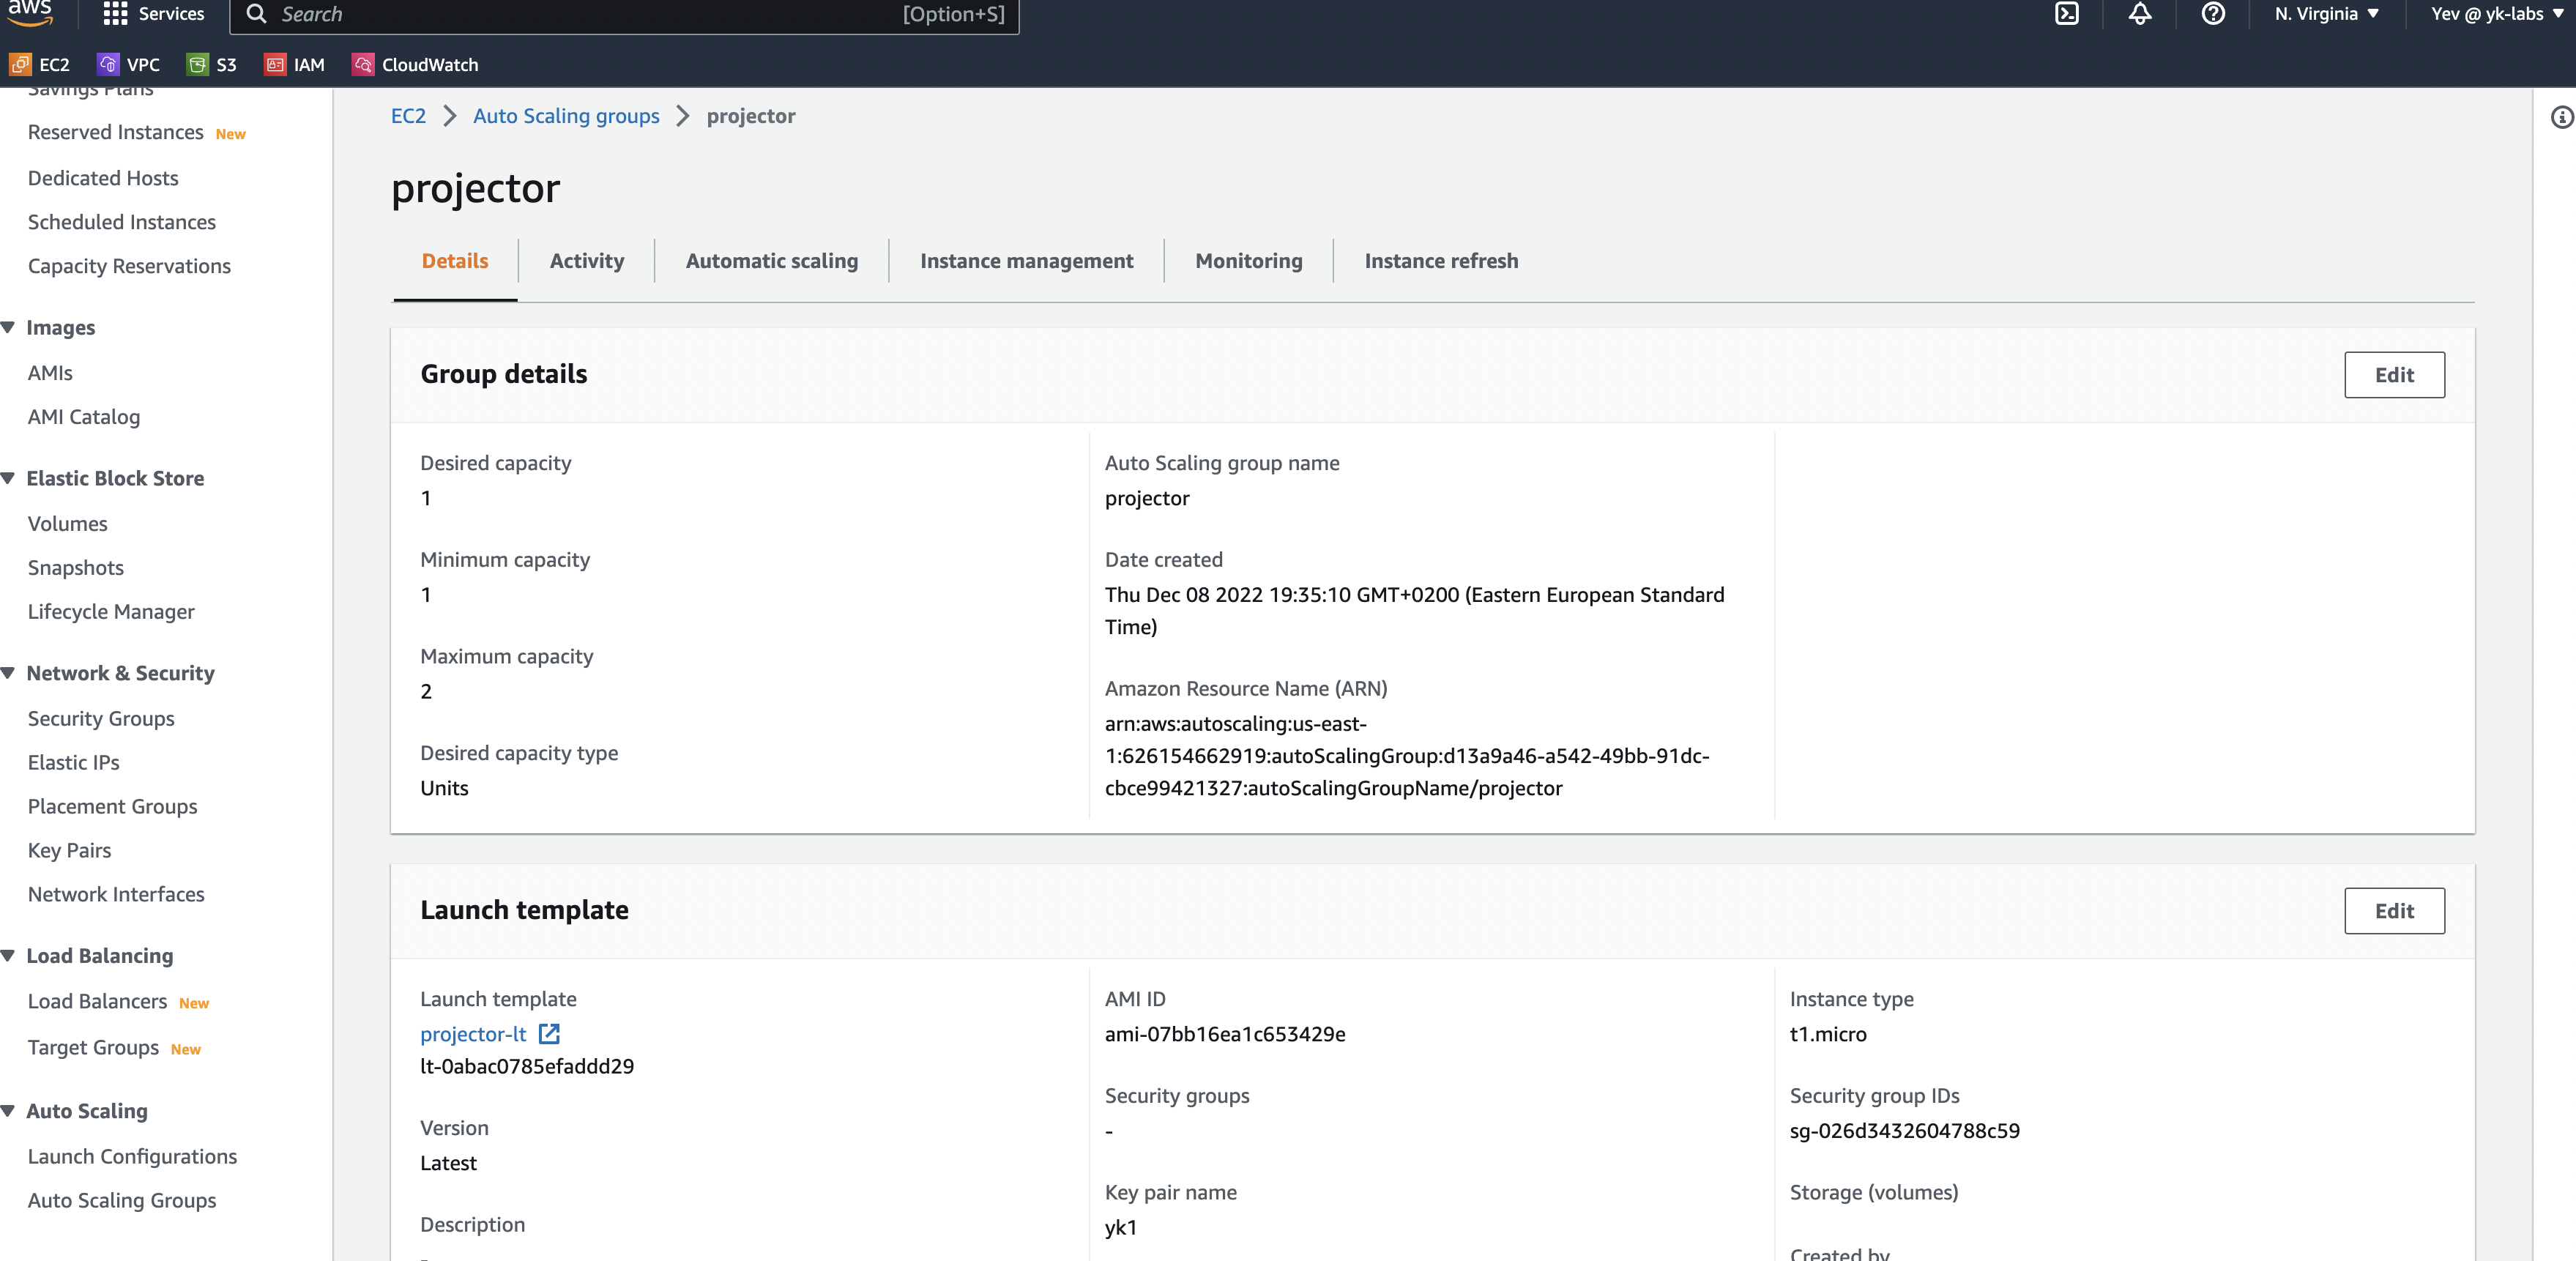 aws
Services
Search [Option+S]
N. Virginia
Yev @ yk-labs
EC2 VPC S3 IAM CloudWatch
Savings Plans
Reserved Instances New
Dedicated Hosts
Scheduled Instances
Capacity Reservations
Images
AMIs
AMI Catalog
Elastic Block Store
Volumes
Snapshots
Lifecycle Manager
Network & Security
Security Groups
Elastic IPs
Placement Groups
Key Pairs
Network Interfaces
Load Balancing
Load Balancers New
Target Groups New
Auto Scaling
Launch Configurations
Auto Scaling Groups
EC2 > Auto Scaling groups > projector
projector
Details
Activity
Automatic scaling
Instance management
Monitoring
Instance refresh
Group details
Edit
Desired capacity
1
Minimum capacity
1
Maximum capacity
2
Desired capacity type
Units
Auto Scaling group name
projector
Date created
Thu Dec 08 2022 19:35:10 GMT+0200 (Eastern European Standard
Time)
Amazon Resource Name (ARN)
arn:aws:autoscaling:us-east-
1:626154662919:autoScalingGroup:d13a9a46-a542-49bb-91dc-
cbce99421327:autoScalingGroupName/projector
Launch template
Edit
Launch template
projector-lt
lt-0abac0785efaddd29
Version
Latest
Description
AMI ID
ami-07bb16ea1c653429e
Security groups
-
Key pair name
yk1
Instance type
t1.micro
Security group IDs
sg-026d3432604788c59
Storage (volumes)
Created by